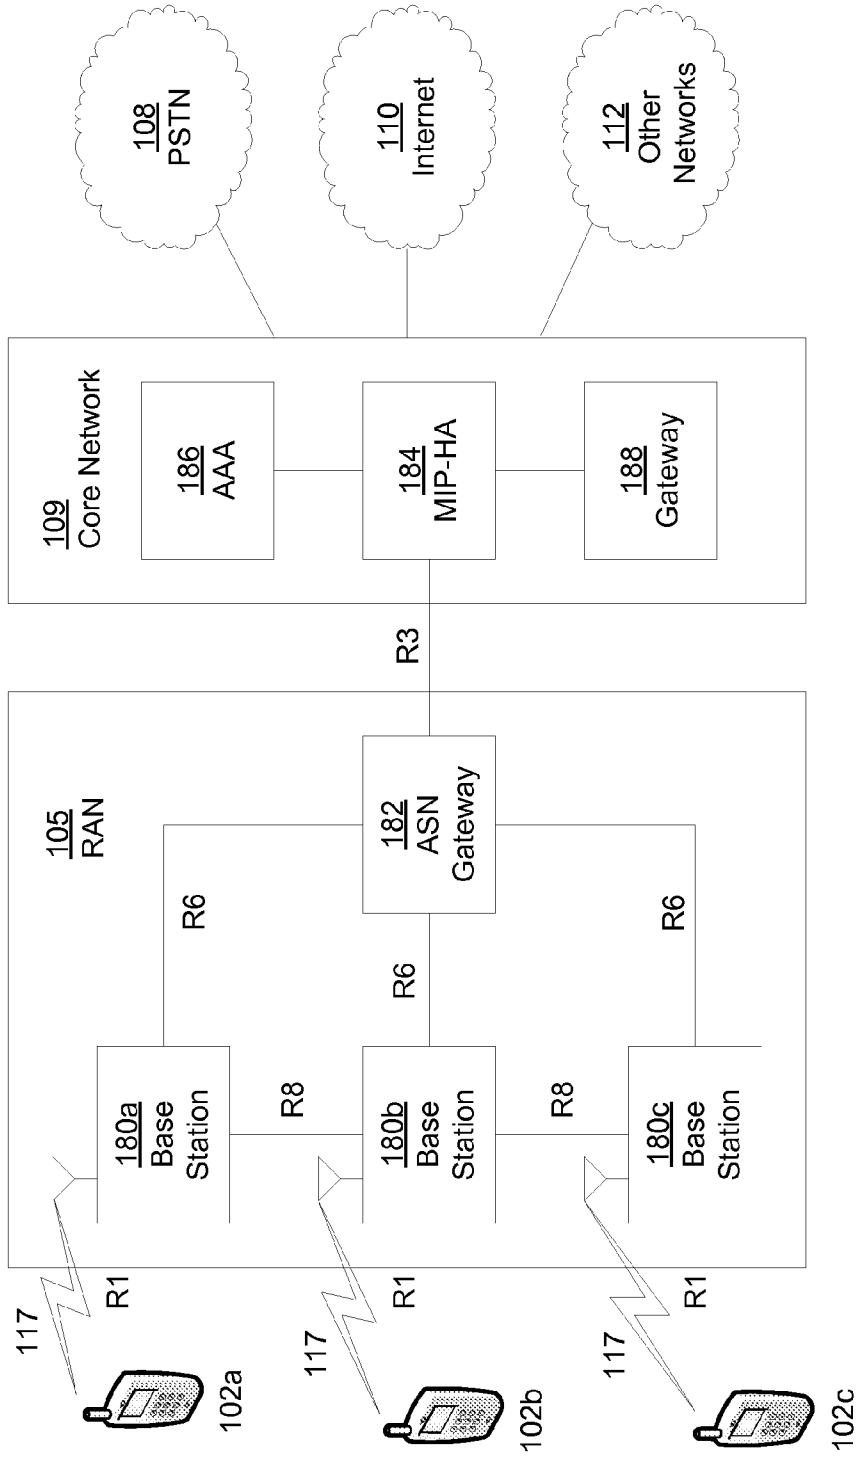 117
102a
R1
180a
Base
Station
R8
R6
105
RAN
117
102b
R1
180b
Base
Station
R8
R6
182
ASN
Gateway
117
102c
R1
180c
Base
Station
R6
R3
109
Core Network
186
AAA
184
MIP-HA
188
Gateway
108
PSTN
110
Internet
112
Other
Networks